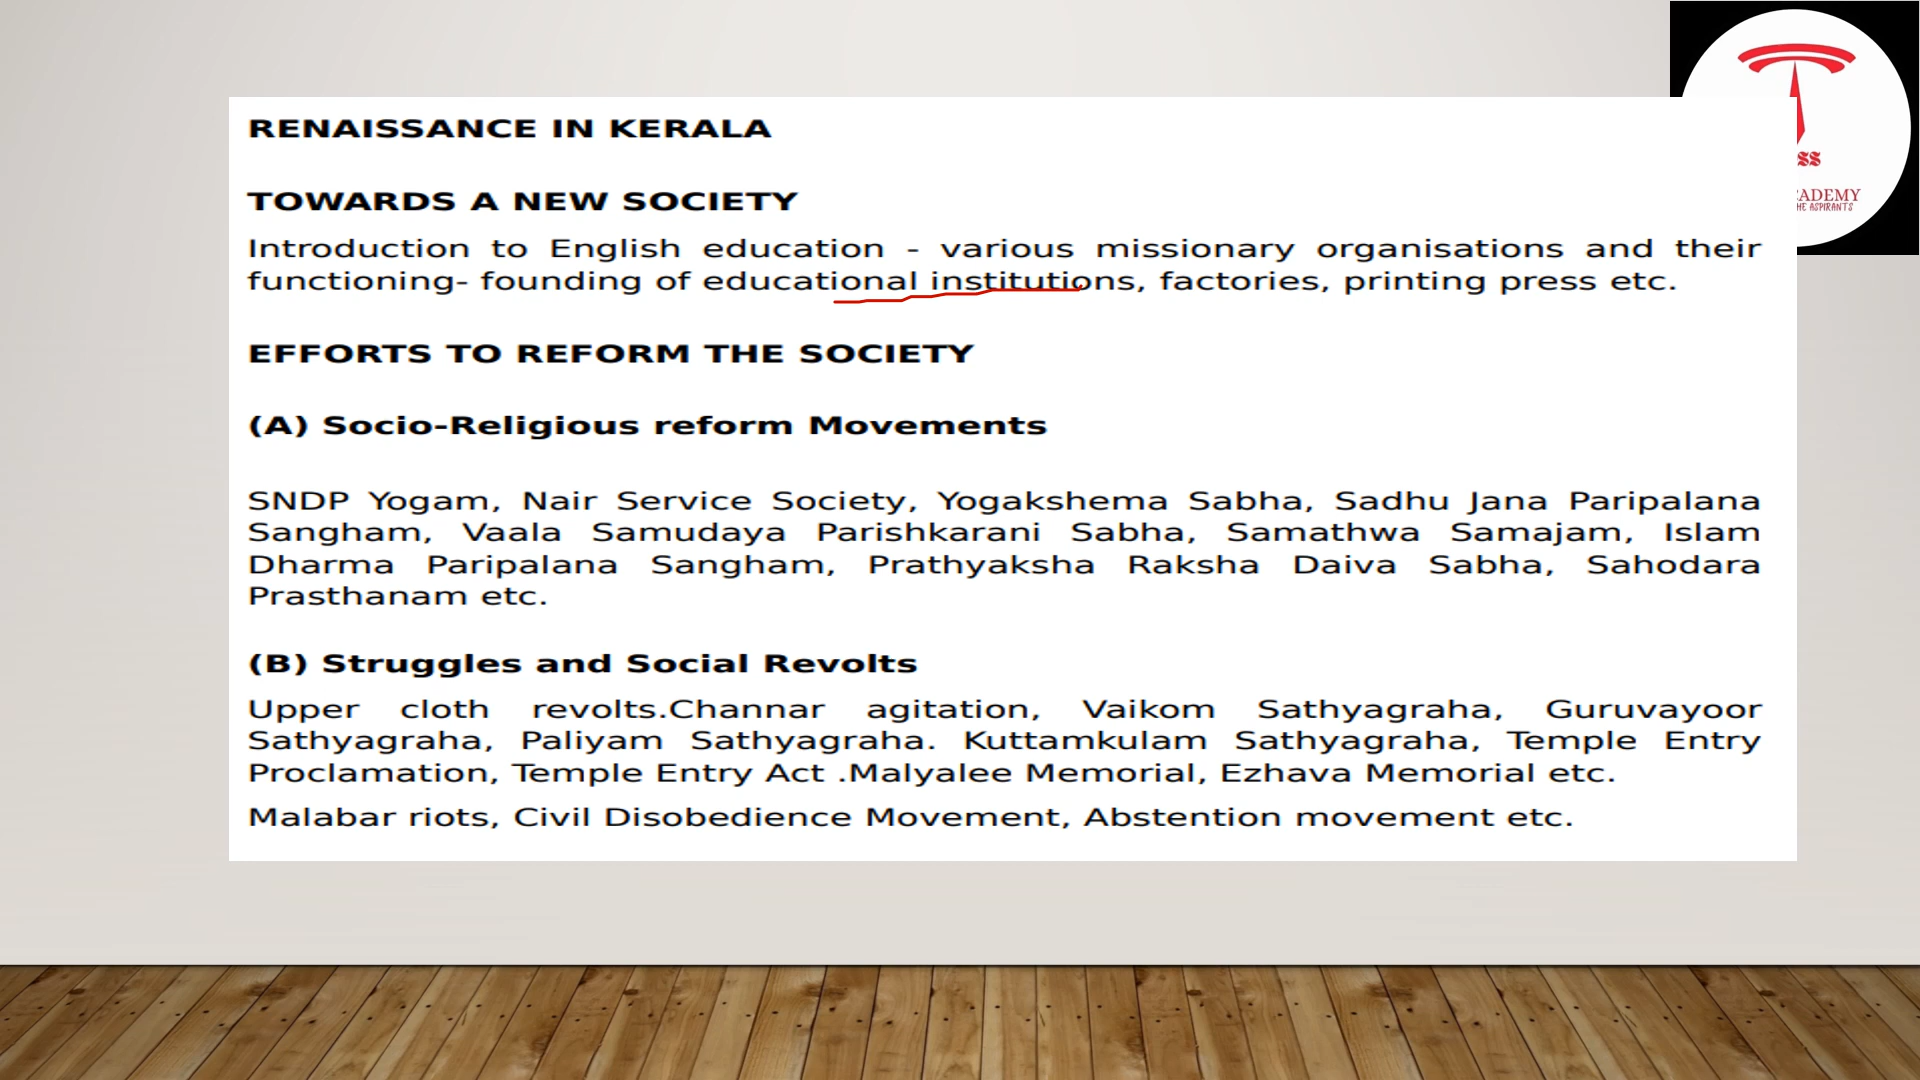 RENAISSANCE IN KERALA
TOWARDS A NEW SOCIETY
Introduction to English education - various missionary organisations and their
functioning- founding of educational institutions, factories, printing press etc.
EFFORTS TO REFORM THE SOCIETY
(A) Socio-Religious reform Movements
SNDP Yogam, Nair Service Society, Yogakshema Sabha, Sadhu Jana Paripalana
Sangham, Vaala Samudaya Parishkarani Sabha, Samathwa Samajam, Islam
Dharma Paripalana Sangham, Prathyaksha Raksha Daiva Sabha, Sahodara
Prasthanam etc.
(B) Struggles and Social Revolts
Upper cloth revolts.Channar agitation, Vaikom Sathyagraha, Guruvayoor
Sathyagraha, Paliyam Sathyagraha. Kuttamkulam Sathyagraha, Temple Entry
Proclamation, Temple Entry Act .Malyalee Memorial, Ezhava Memorial etc.
Malabar riots, Civil Disobedience Movement, Abstention movement etc.